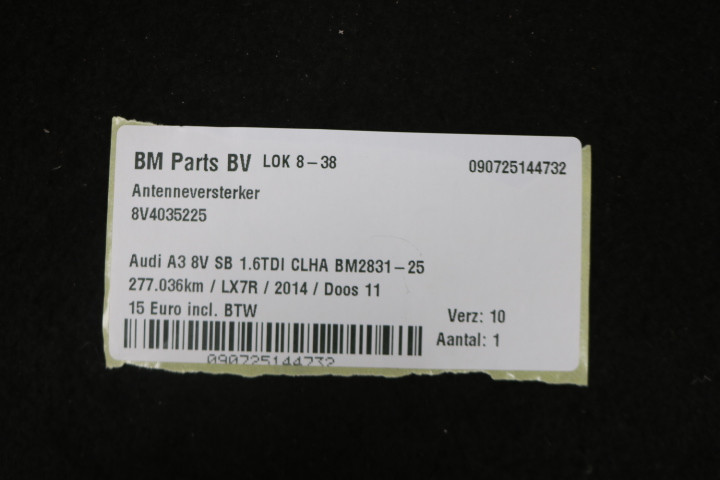 BM Parts BV LOK 8-38 090725144732
Antenneversterker
8V4035225
Audi A3 8V SB 1.6TDI CLHA BM2831-25
277.036km / LX7R / 2014 / Doos 11
15 Euro incl. BTW Verz: 10
Aantal: 1
090725144732